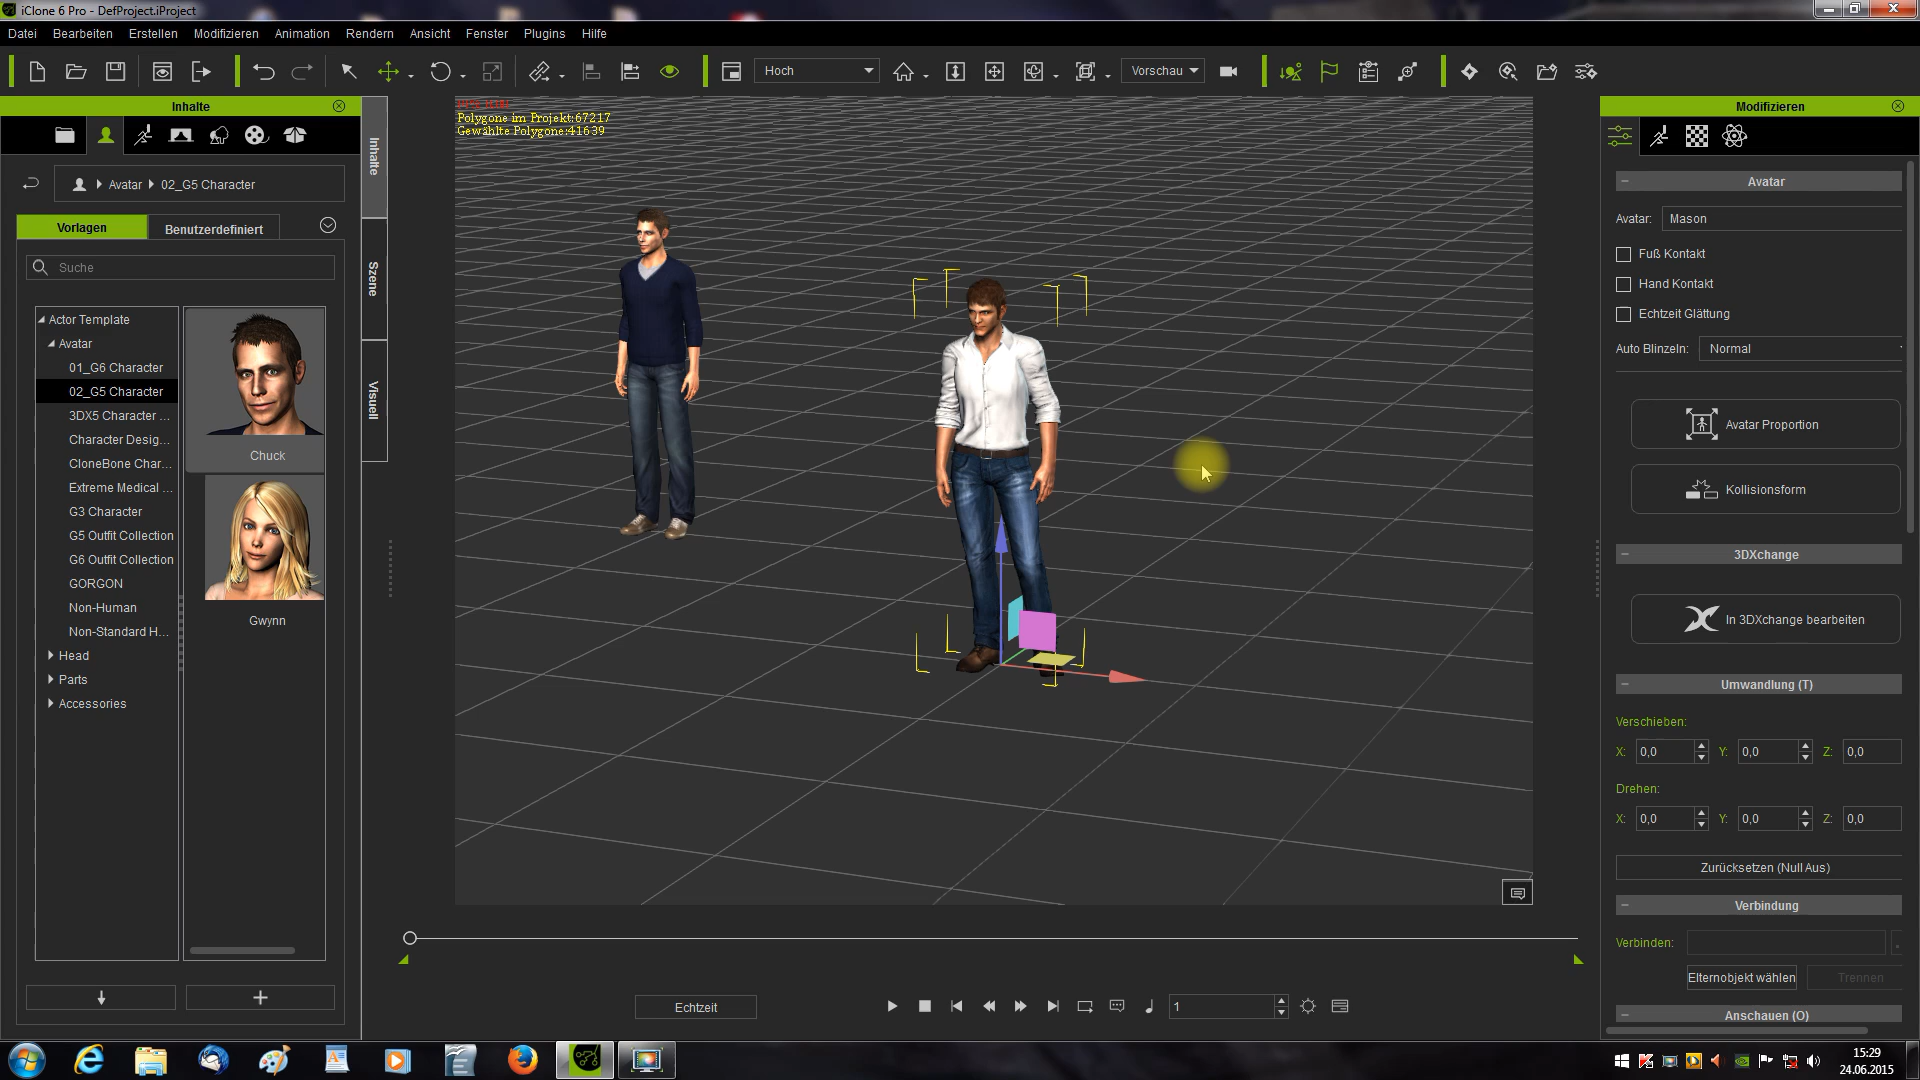 iClone 6 Pro - DefProject.iProject
Datei Bearbeiten Erstellen Modifizieren Animation Rendern Ansicht Fenster Plugins Hilfe
Hoch
Vorschau
Inhalte
Avatar 02_G5 Character
Vorlagen
Benutzerdefiniert
Suche
Actor Template
Avatar
01_G6 Character
02_G5 Character
3DX5 Character ...
Character Desig...
CloneBone Char...
Extreme Medical ...
G3 Character
G5 Outfit Collection
G6 Outfit Collection
GORGON
Non-Human
Non-Standard H...
Head
Parts
Accessories
Chuck
Gwynn
Inhalte
Szene
Visuell
Polygone im Projekt:67217
Gewählte Polygone:41639
Echtzeit
1
Modifizieren
Avatar
Avatar: Mason
Fuß Kontakt
Hand Kontakt
Echtzeit Glättung
Auto Blinzeln: Normal
Avatar Proportion
Kollisionsform
3DXchange
In 3DXchange bearbeiten
Umwandlung (T)
Verschieben:
X: 0,0 Y: 0,0 Z: 0,0
Drehen:
X: 0,0 Y: 0,0 Z: 0,0
Zurücksetzen (Null Aus)
Verbindung
Verbinden:
Elternobjekt wählen Trennen
Anschauen (O)
15:29
24.06.2015